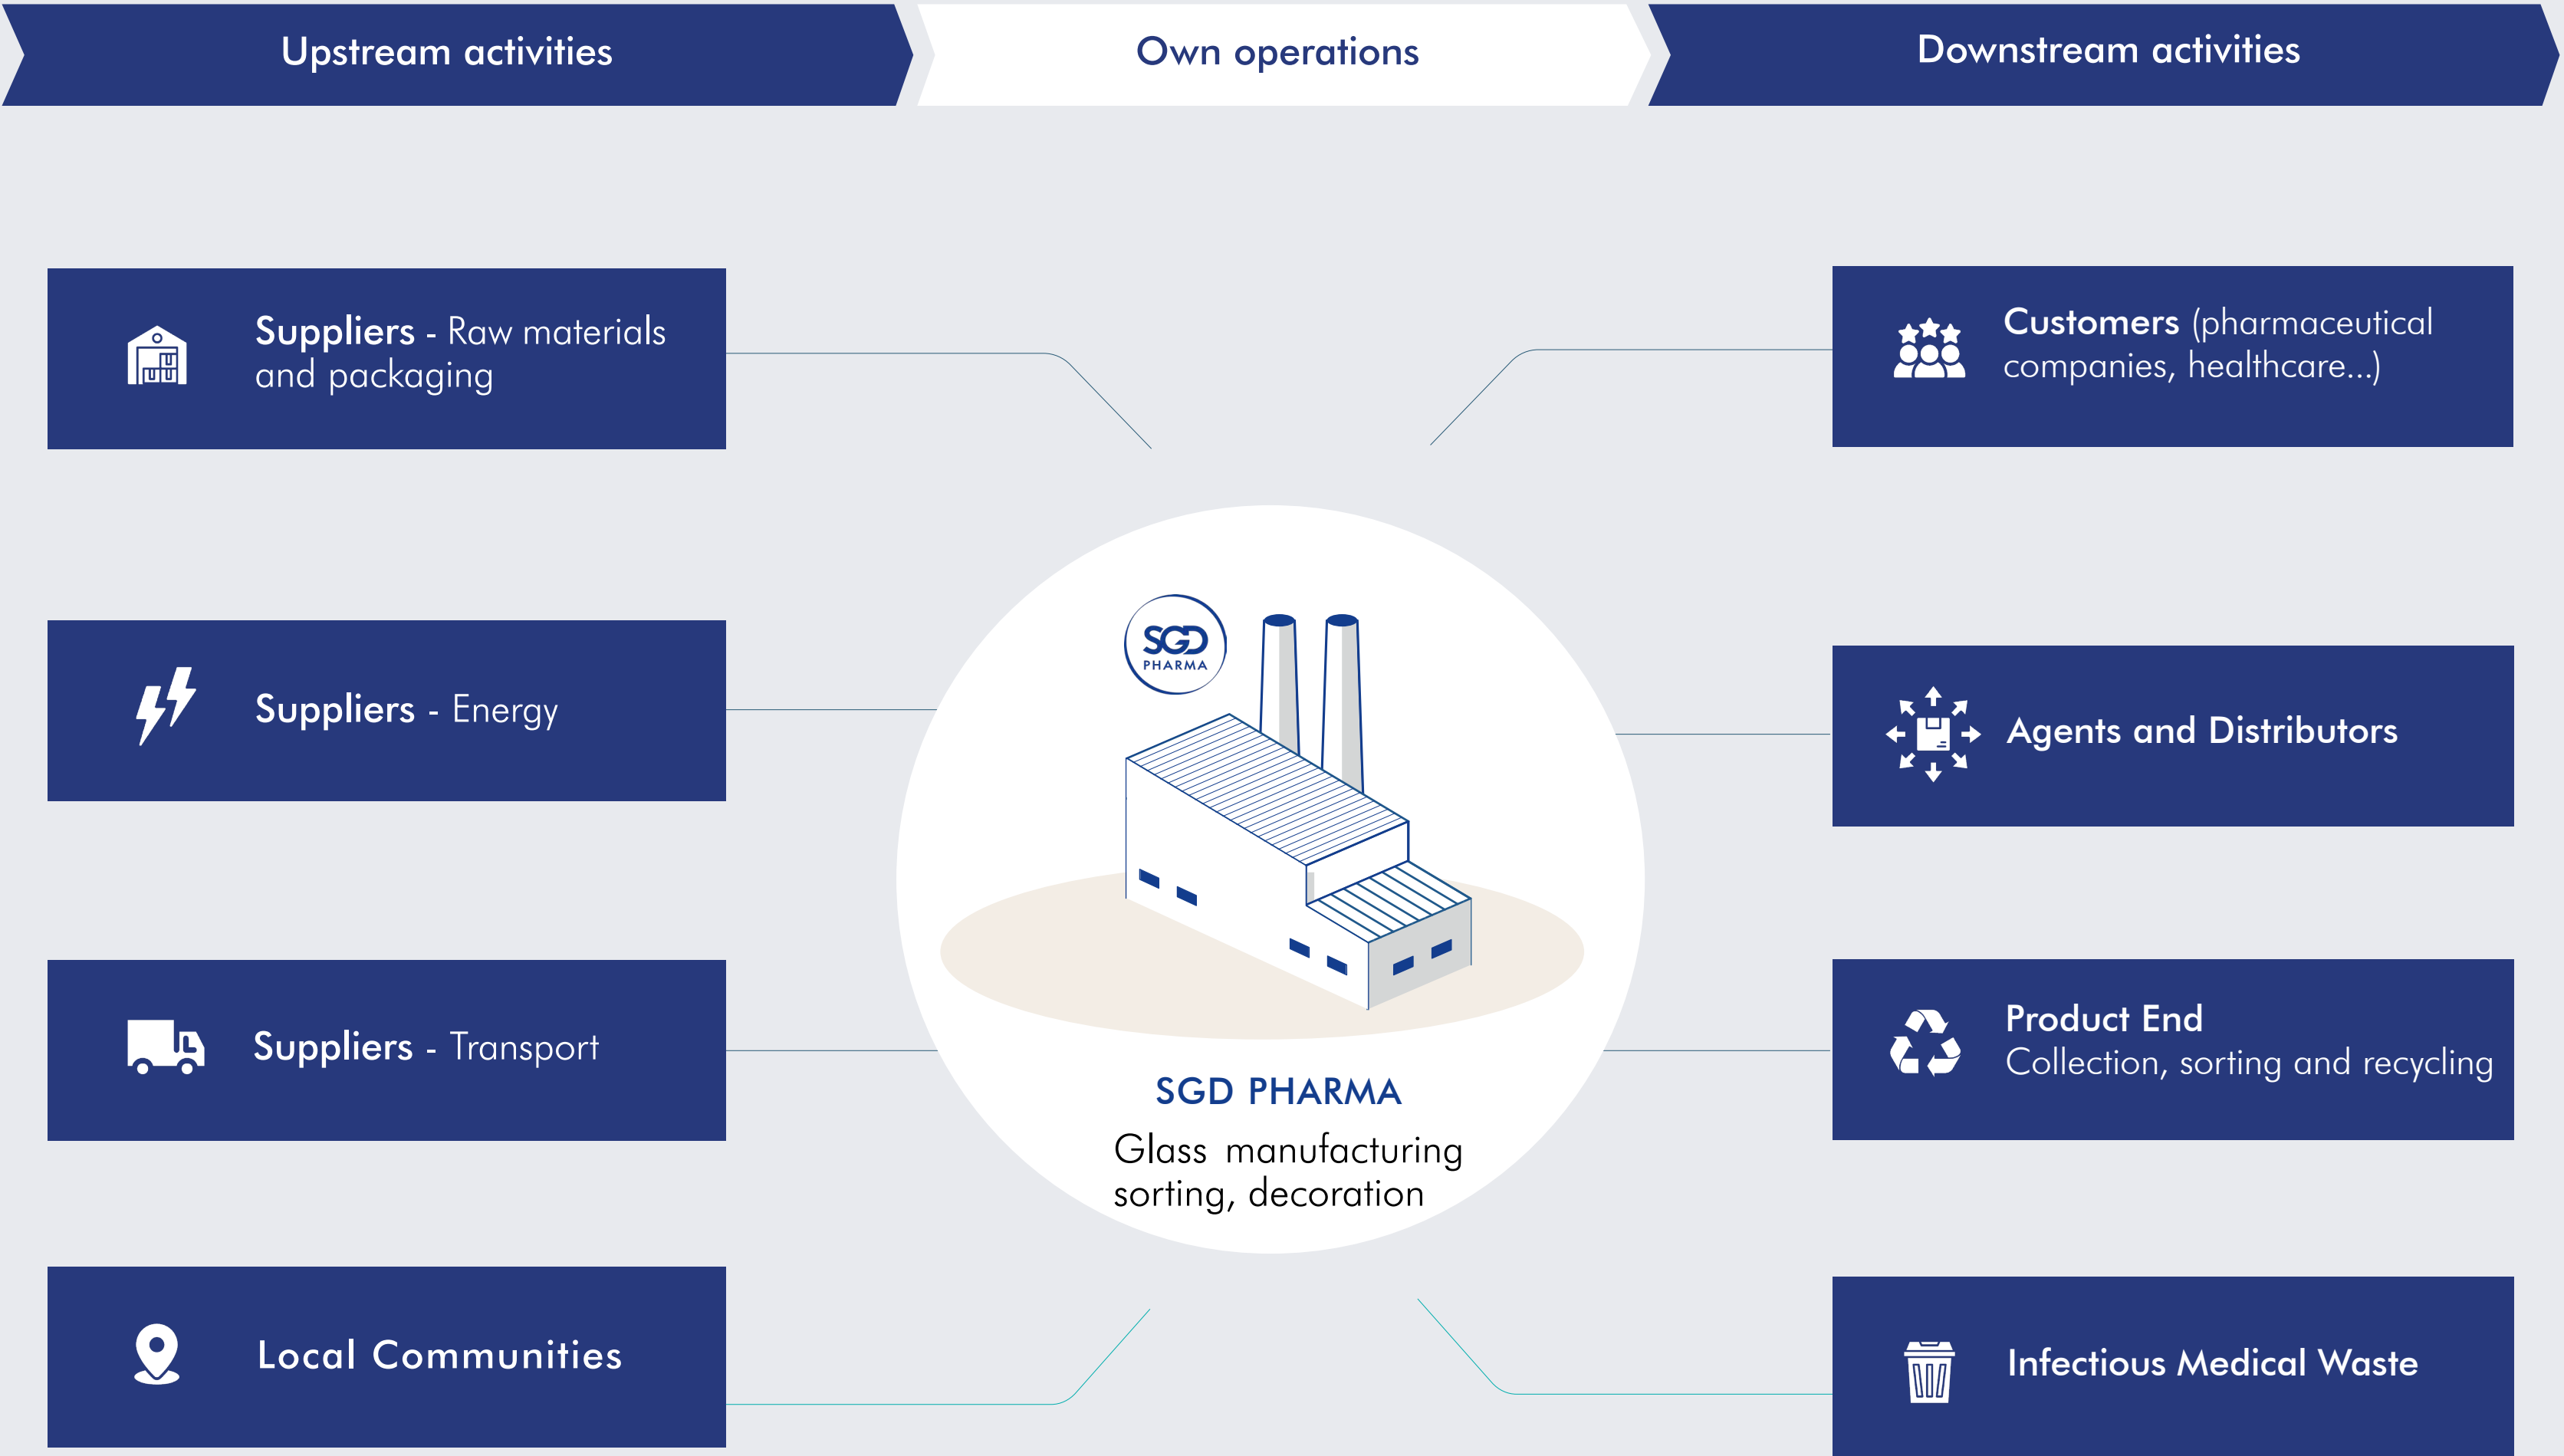 Upstream activities
Own operations
Downstream activities
Suppliers - Raw materials
and packaging
Suppliers - Energy
Suppliers - Transport
Local Communities
SGD
PHARMA
SGD PHARMA
Glass manufacturing
sorting, decoration
Customers (pharmaceutical
companies, healthcare...)
Agents and Distributors
Product End
Collection, sorting and recycling
Infectious Medical Waste